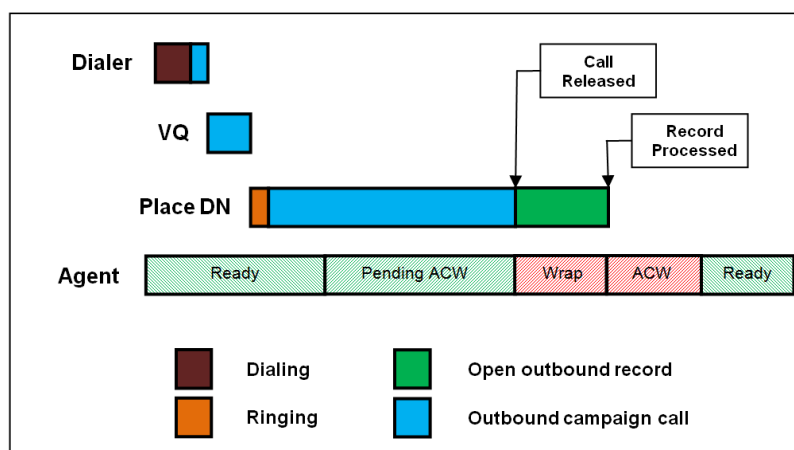 Dialer
Call
Released
VQ
Record
Processed
Place DN
Agent
Ready
Pending ACW
Wrap
ACW
Ready
Dialing
Open outbound record
Ringing
Outbound campaign call